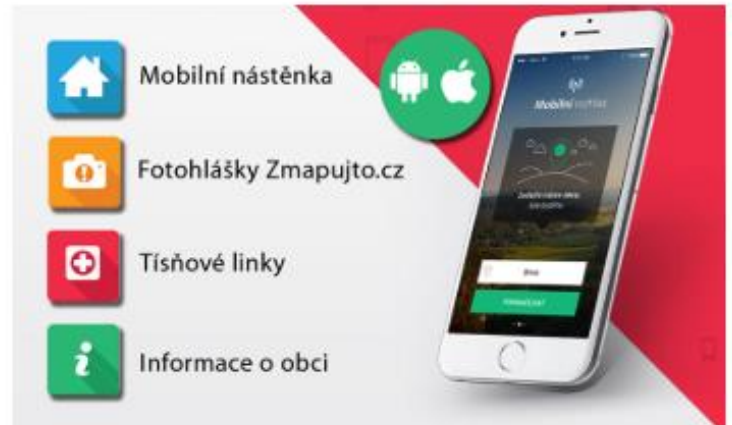 Mobilní nástěnka
Fotohlášky Zmapujto.cz
Tísňové linky
Informace o obci
Mobilní rozhlas